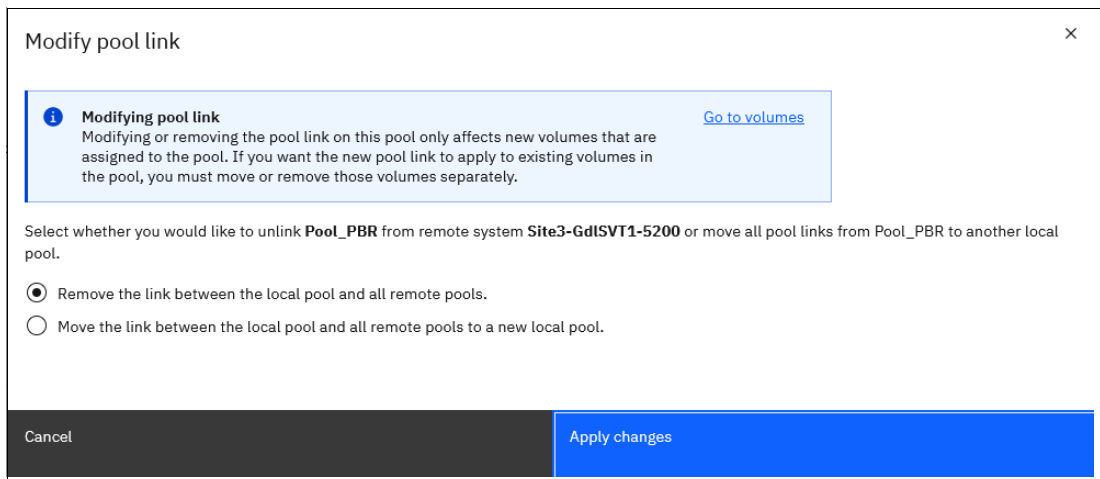 Modify pool link
Modifying pool link
Go to volumes
Modifying or removing the pool link on this pool only affects new volumes that are
assigned to the pool. If you want the new pool link to apply to existing volumes in
the pool, you must move or remove those volumes separately.
Select whether you would like to unlink Pool_PBR from remote system Site3-GdlSVT1-5200 or move all pool links from Pool_PBR to another local
pool.
Remove the link between the local pool and all remote pools.
Move the link between the local pool and all remote pools to a new local pool.
Cancel
Apply changes